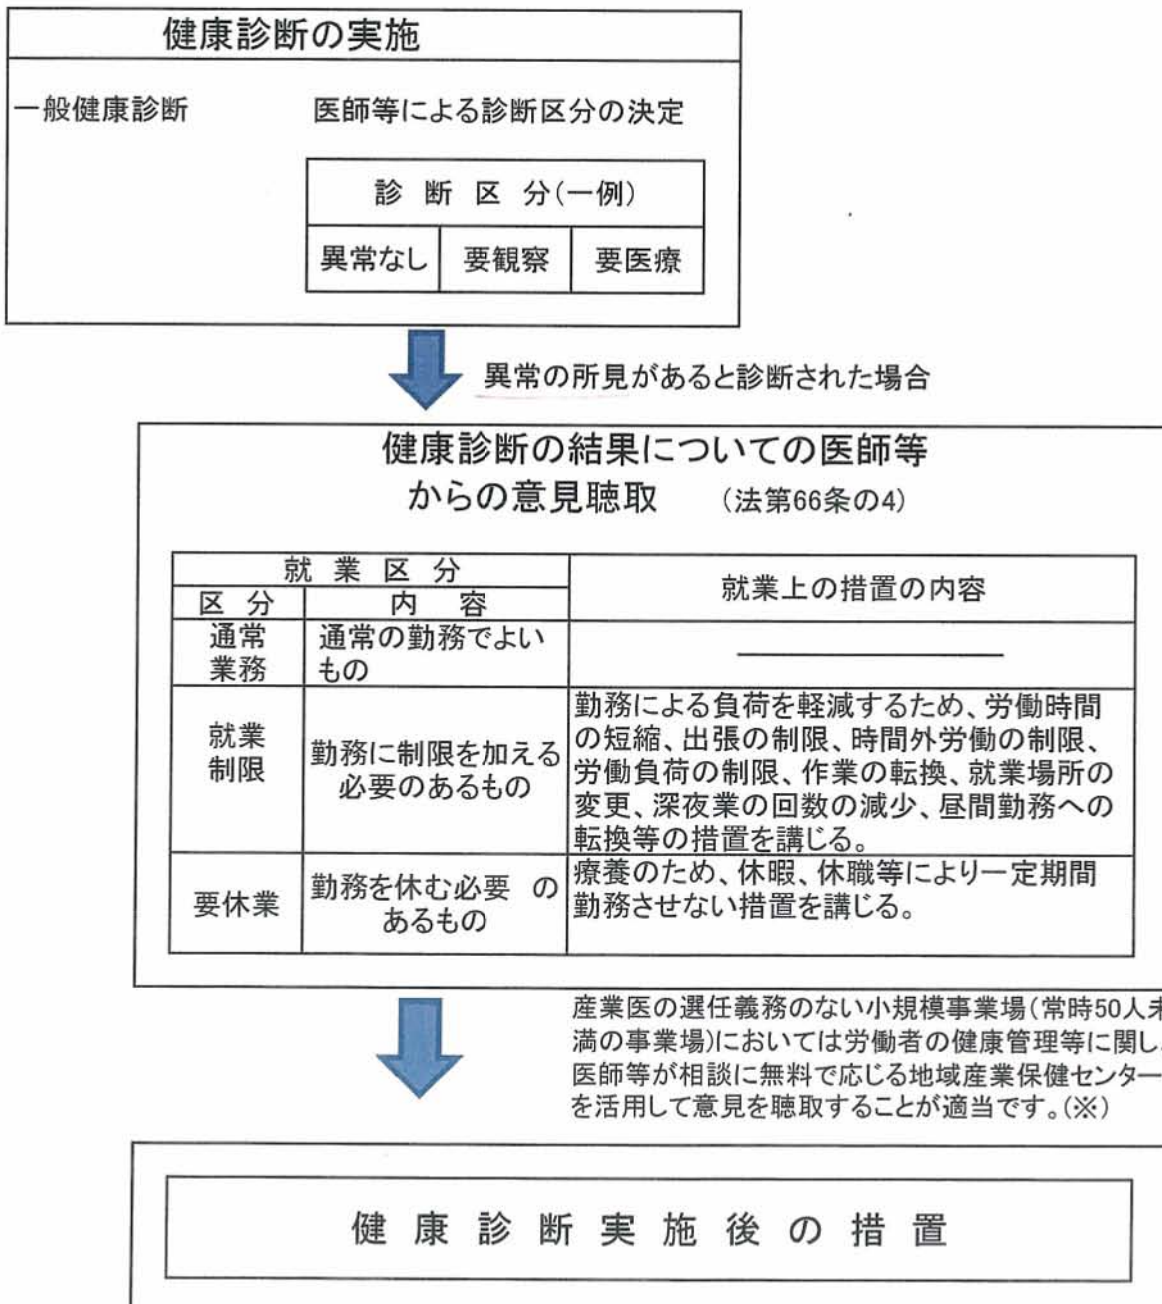 健康診断の実施
一般健康診断 医師等による診断区分の決定
診 断 区 分(一例)
異常なし 要観察 要医療
異常の所見があると診断された場合
健康診断の結果についての医師等
からの意見聴取 (法第66条の4)
就 業 区 分
就業上の措置の内容
区 分 内 容
通常
業務
通常の勤務でよい
もの
就業
制限
勤務に制限を加える
必要のあるもの
勤務による負荷を軽減するため、労働時間
の短縮、出張の制限、時間外労働の制限、
労働負荷の制限、作業の転換、就業場所の
変更、深夜業の回数の減少、昼間勤務への
転換等の措置を講じる。
要休業
勤務を休む必要 の
あるもの
療養のため、休暇、休職等により一定期間
勤務させない措置を講じる。
産業医の選任義務のない小規模事業場(常時50人未
満の事業場)においては労働者の健康管理等に関し
医師等が相談に無料で応じる地域産業保健センター
を活用して意見を聴取することが適当です。(※)
健 康 診 断 実 施 後 の 措 置